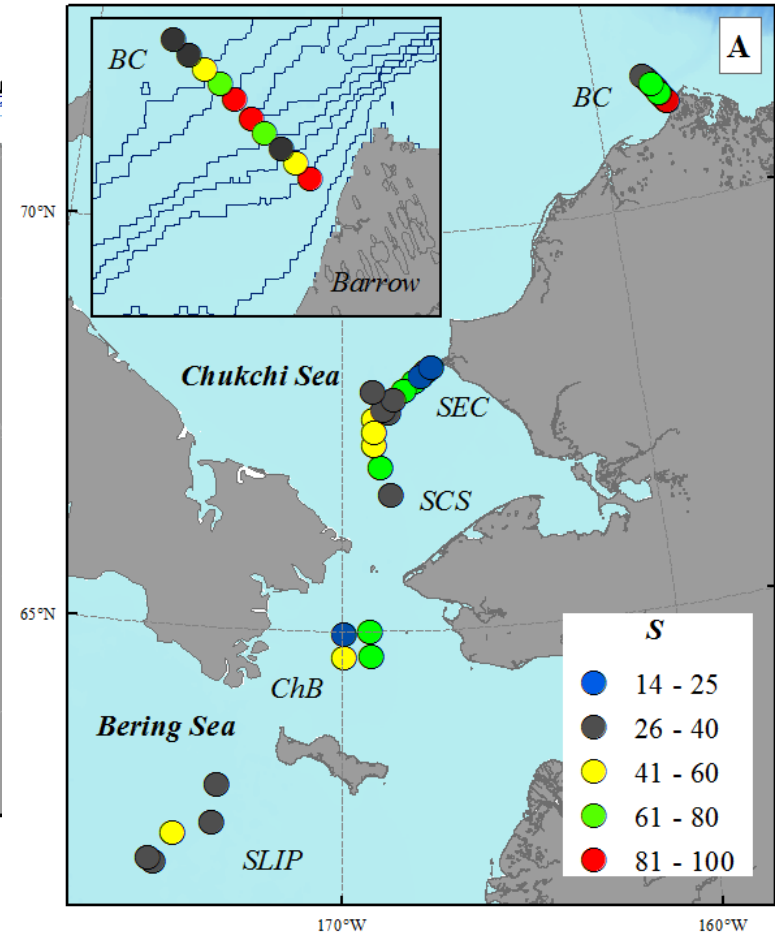 A
BC
BC
Barrow
70°N
Chukchi Sea
SEC
SCS
65°N
ChB
Bering Sea
SLIP
S
14 - 25
26 - 40
41 - 60
61 - 80
81 - 100
170°W
160°W